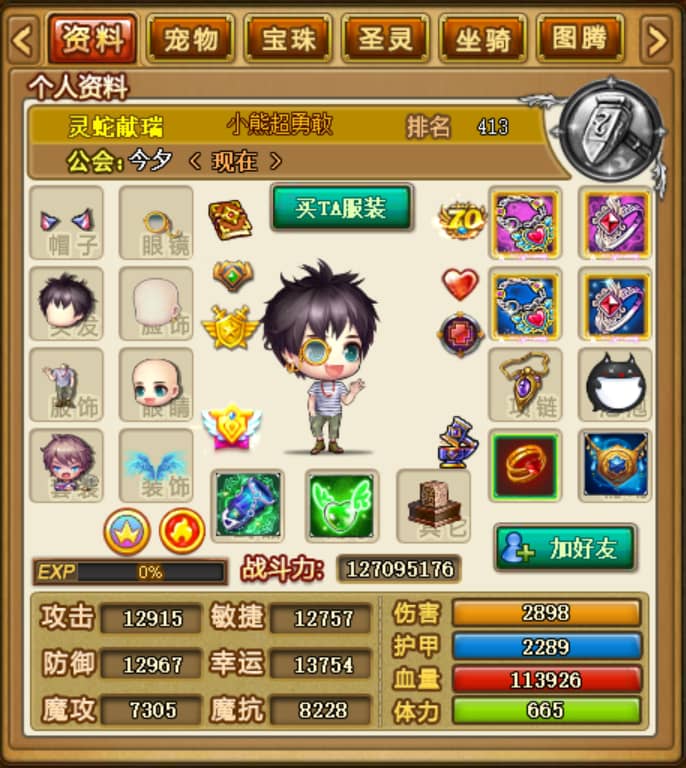 资料 宠物 宝珠 圣灵 坐骑 图腾
个人资料
灵蛇献瑞 小熊超勇敢 排名 413
公会：今夕 < 现在 >
买TA服装
70
帽子 眼镜
头发 脸饰
服饰 眼睛 项链
套装 装饰
其它
加好友
EXP 0% 战斗力: 127095176
攻击 12915 敏捷 12757 伤害 2898
防御 12967 幸运 13754 护甲 2289
血量 113926
魔攻 7305 魔抗 8228 体力 665